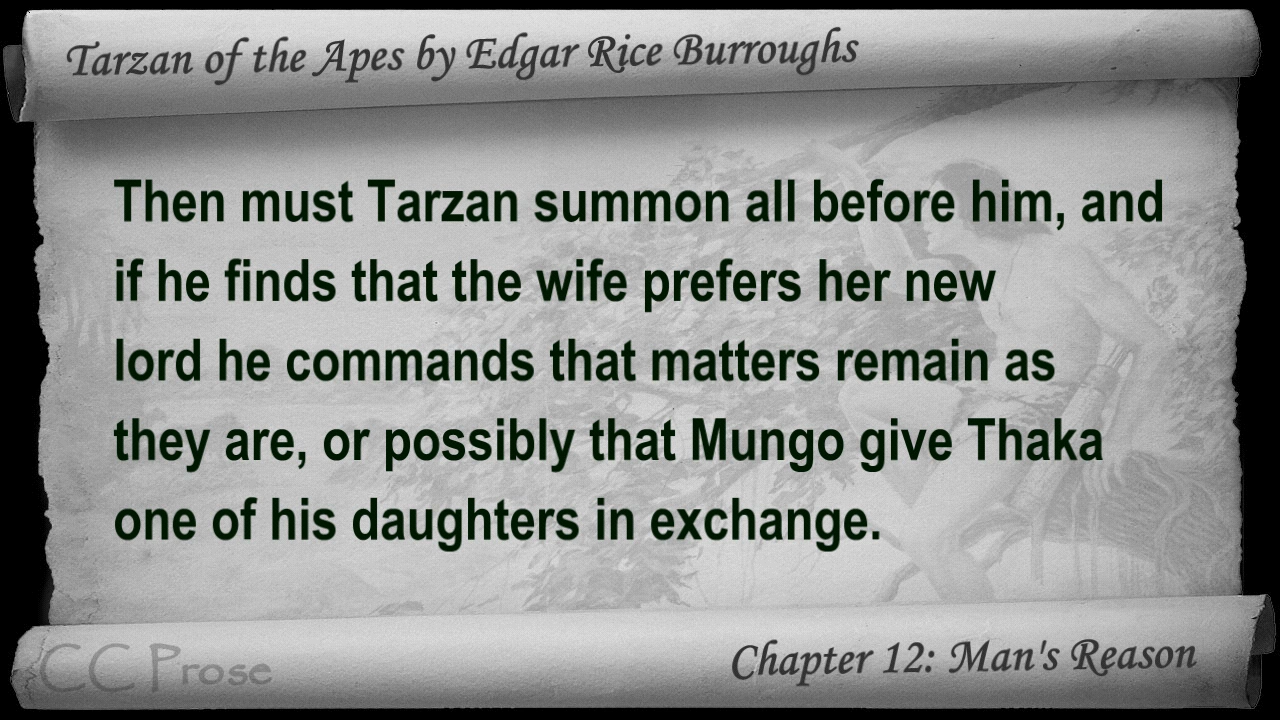 Tarzan of the Apes by Edgar Rice Burroughs
Then must Tarzan summon all before him, and
if he finds that the wife prefers her new
lord he commands that matters remain as
they are, or possibly that Mungo give Thaka
one of his daughters in exchange.
CC Prose
Chapter 12: Man's Reason